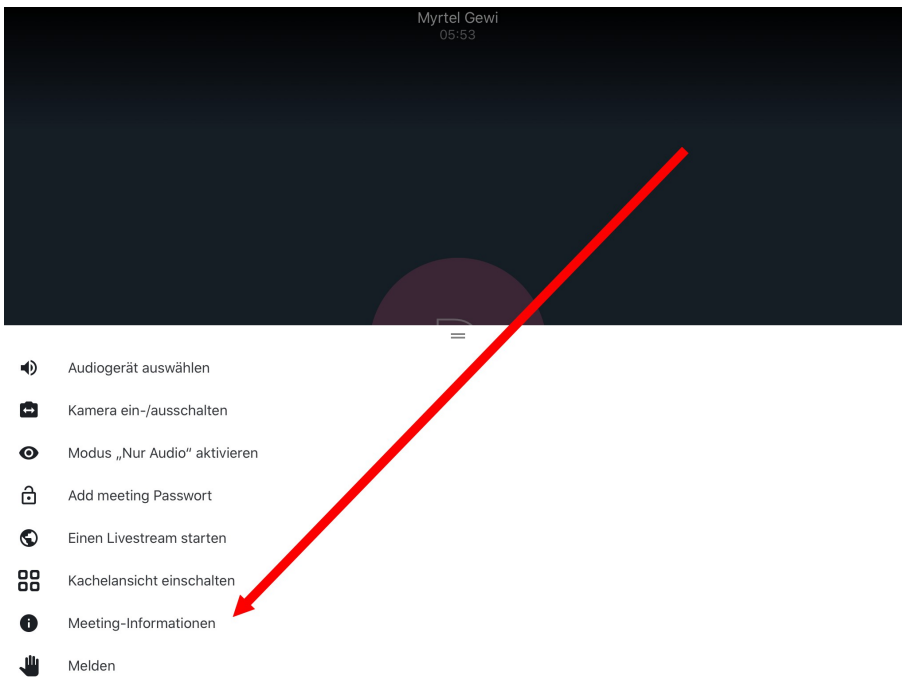 Myrtel Gewi
05:53
Audiogerät auswählen
Kamera ein-/ausschalten
Modus „Nur Audio“ aktivieren
Add meeting Passwort
Einen Livestream starten
Kachelansicht einschalten
Meeting-Informationen
Melden